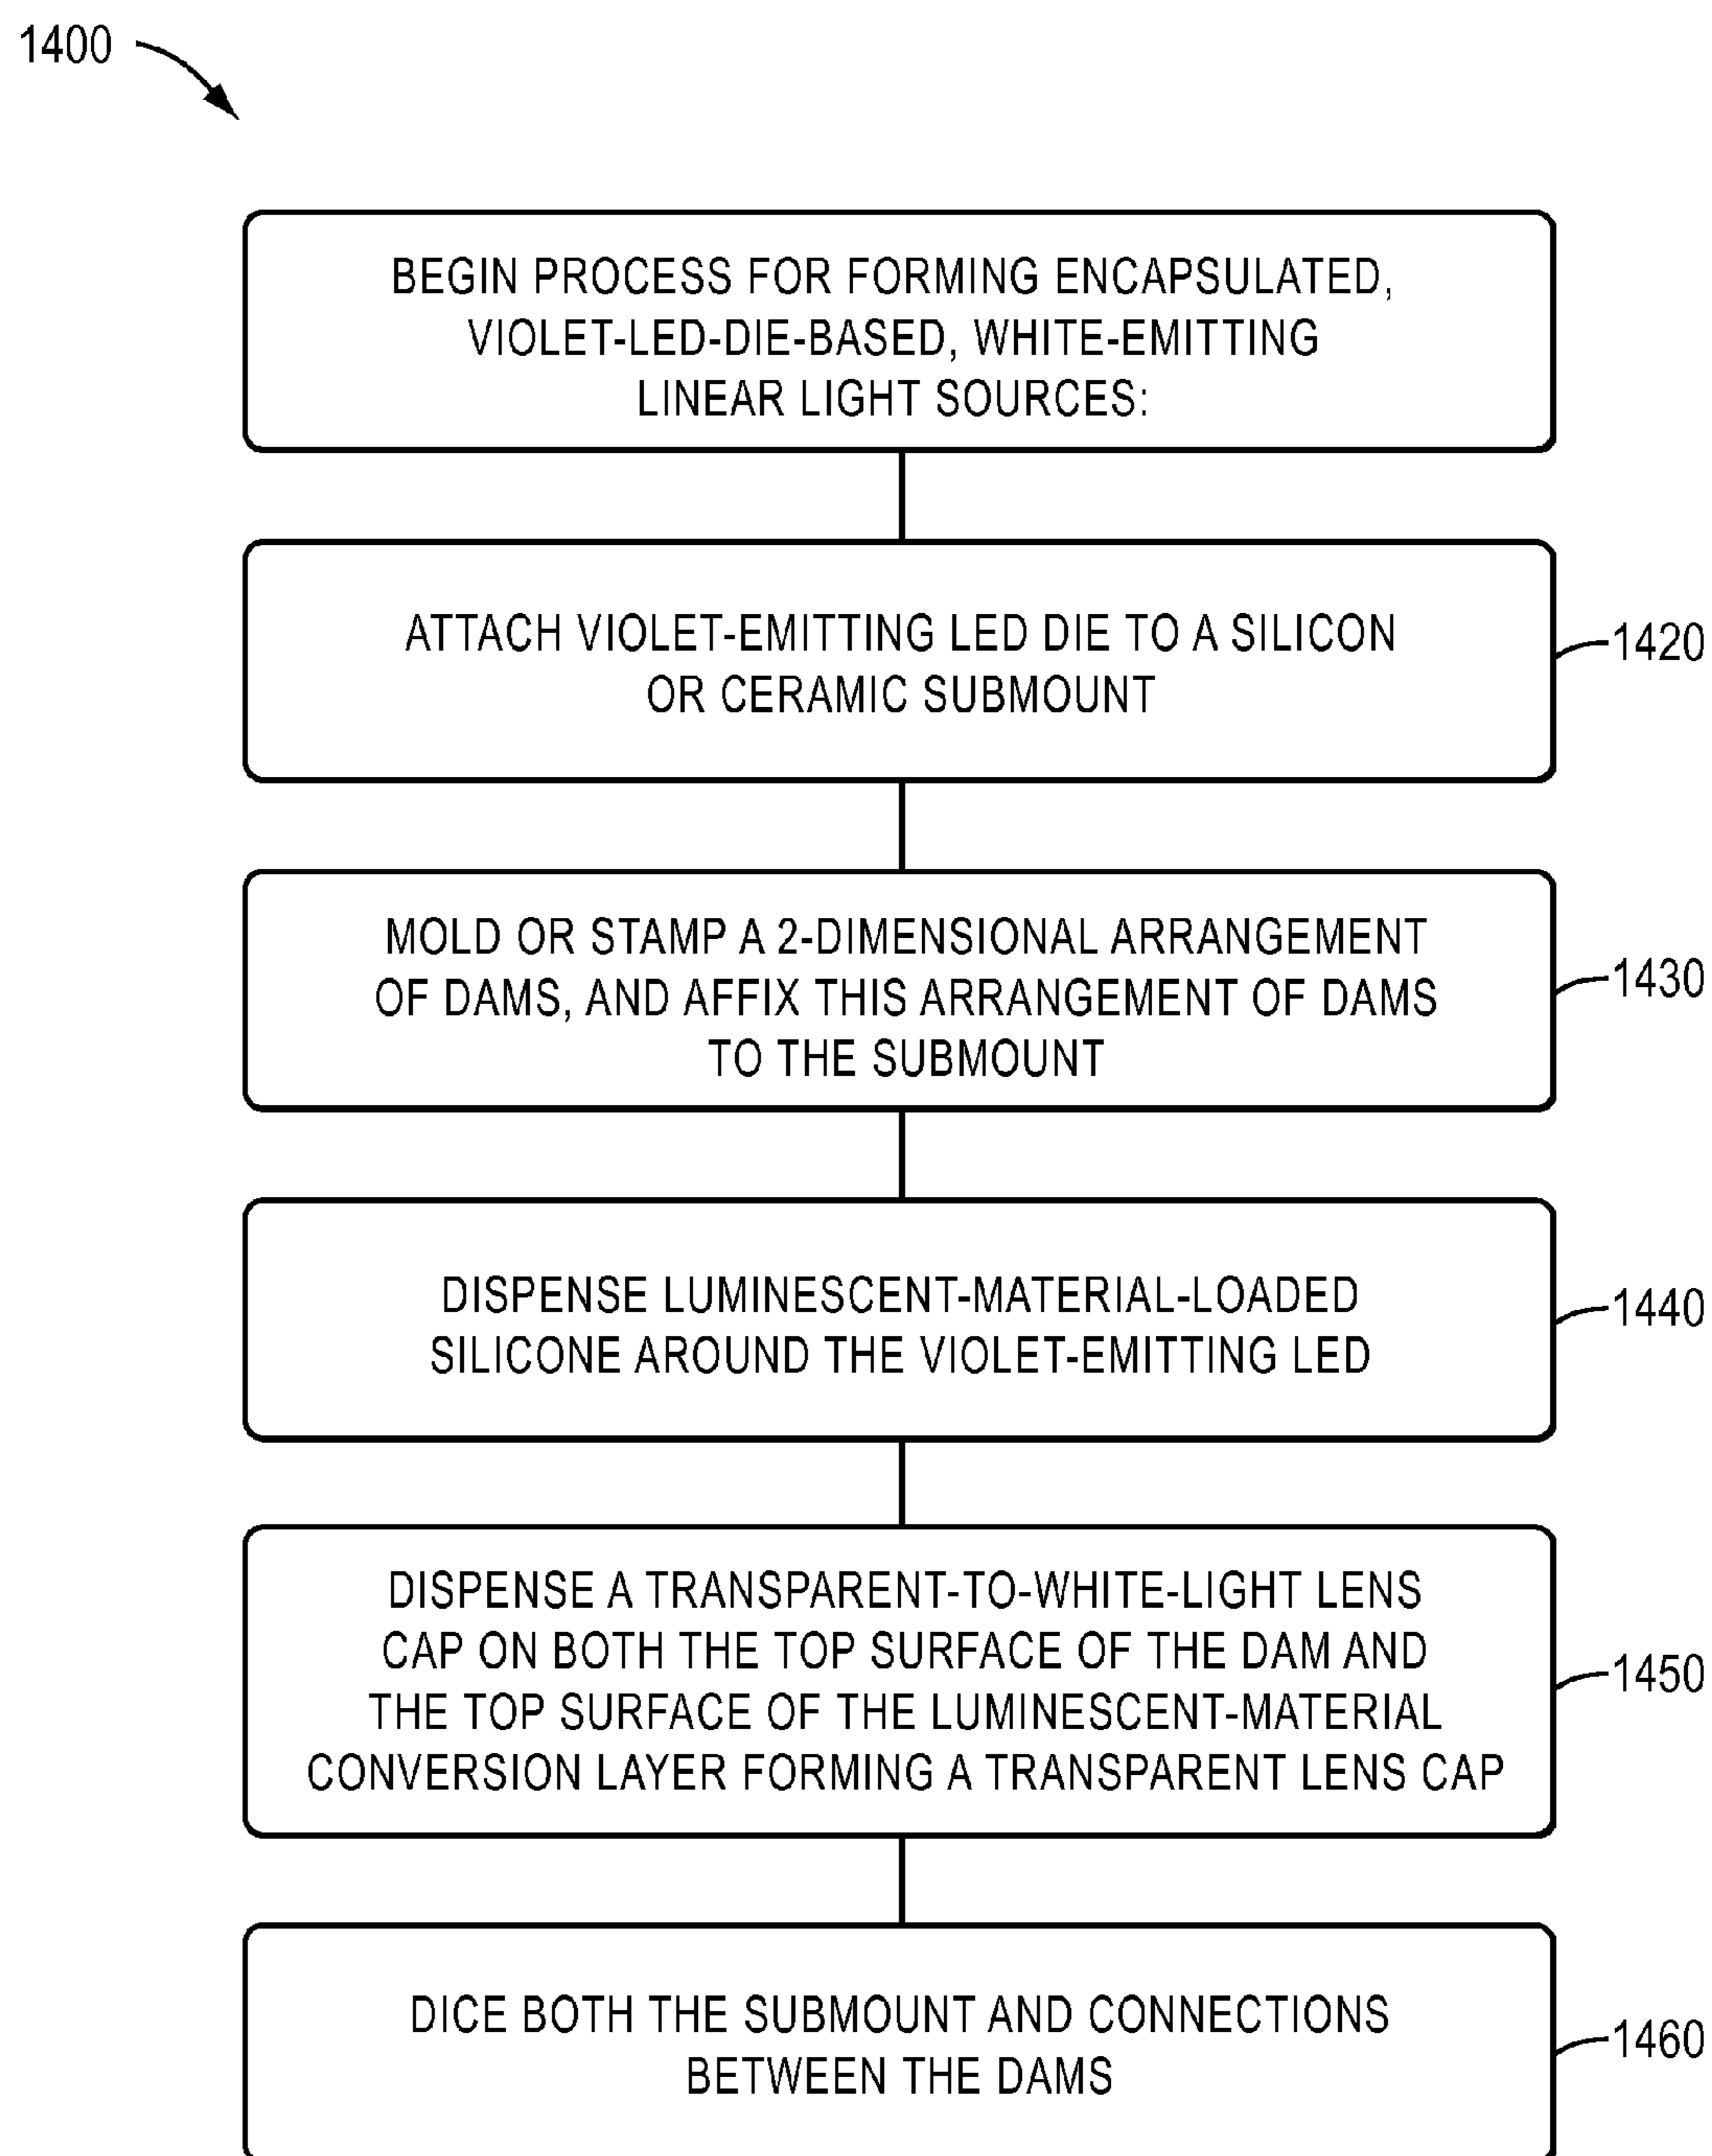 1400
BEGIN PROCESS FOR FORMING ENCAPSULATED,
VIOLET-LED-DIE-BASED, WHITE-EMITTING
LINEAR LIGHT SOURCES:
ATTACH VIOLET-EMITTING LED DIE TO A SILICON
OR CERAMIC SUBMOUNT
1420
MOLD OR STAMP A 2-DIMENSIONAL ARRANGEMENT
OF DAMS, AND AFFIX THIS ARRANGEMENT OF DAMS
TO THE SUBMOUNT
1430
DISPENSE LUMINESCENT-MATERIAL-LOADED
SILICONE AROUND THE VIOLET-EMITTING LED
1440
DISPENSE A TRANSPARENT-TO-WHITE-LIGHT LENS
CAP ON BOTH THE TOP SURFACE OF THE DAM AND
THE TOP SURFACE OF THE LUMINESCENT-MATERIAL
CONVERSION LAYER FORMING A TRANSPARENT LENS CAP
1450
DICE BOTH THE SUBMOUNT AND CONNECTIONS
BETWEEN THE DAMS
1460